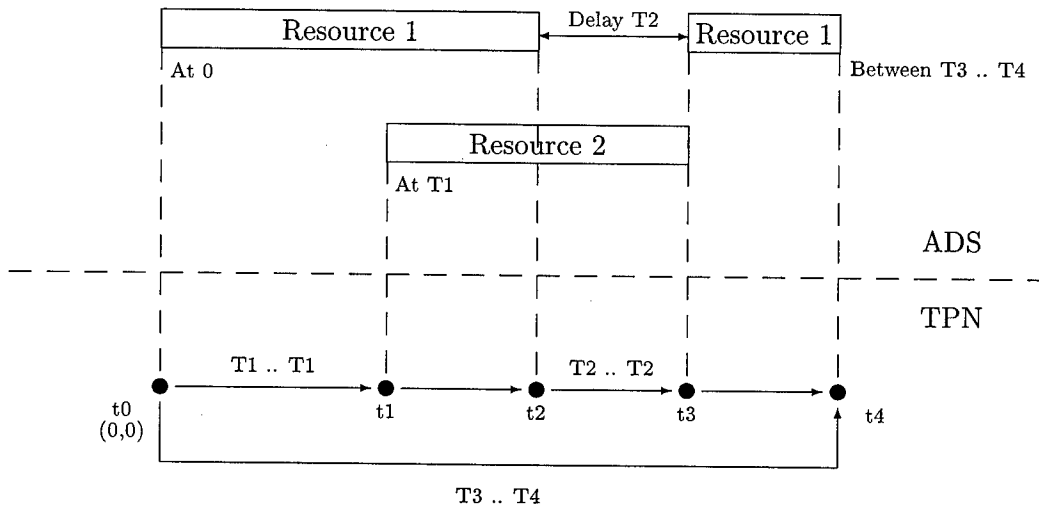 Resource 1
Delay T2
Resource 1
At 0
Between T3 .. T4
Resource 2
At T1
ADS
TPN
T1 .. T1
T2 .. T2
t0
(0,0)
t1
t2
t3
t4
T3 .. T4